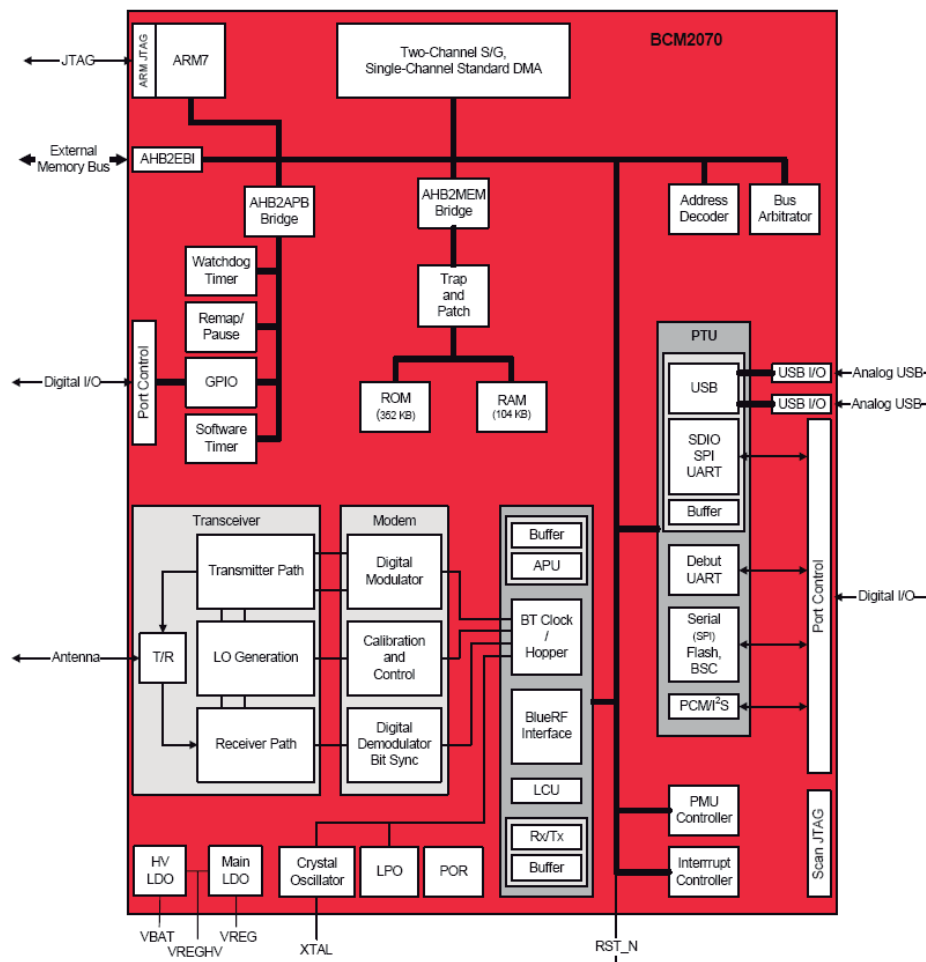 BCM2070
JTAG
ARM JTAG
ARM7
Two-Channel S/G,
Single-Channel Standard DMA
External
Memory Bus
AHB2EBI
AHB2APB
Bridge
AHB2MEM
Bridge
Address
Decoder
Bus
Arbitrator
Watchdog
Timer
Remap/
Pause
GPIO
Software
Timer
Digital I/O
Port Control
Trap
and
Patch
ROM
(352 KB)
RAM
(104 KB)
PTU
USB
USB I/O
Analog USB
USB I/O
Analog USB
SDIO
SPI
UART
Buffer
Debut
UART
Serial
(SPI)
Flash,
BSC
PCM/I²S
Port Control
Digital I/O
Transceiver
Transmitter Path
LO Generation
Receiver Path
T/R
Antenna
Modem
Digital
Modulator
Calibration
and
Control
Digital
Demodulator
Bit Sync
Buffer
APU
BT Clock
/
Hopper
BlueRF
Interface
LCU
Rx/Tx
Buffer
PMU
Controller
Interrrupt
Controller
Scan JTAG
HV
LDO
Main
LDO
Crystal
Oscillator
LPO
POR
VBAT
VREGHV
VREG
XTAL
RST_N